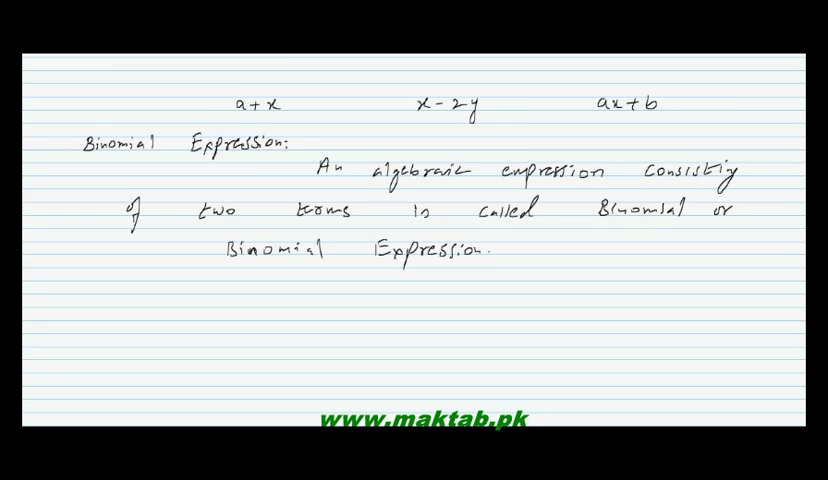 a + x x - 2y ax + b
Binomial Expression:
An algebraic expression consisting
of two terms is called Binomial or
Binomial Expression.
www.maktab.pk